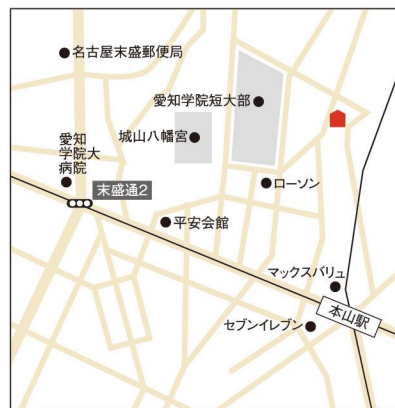 名古屋末盛郵便局
愛知学院短大部
城山八幡宮
愛知
学院大
病院
末盛通2
ローソン
平安会館
マックスバリュ
本山駅
セブンイレブン